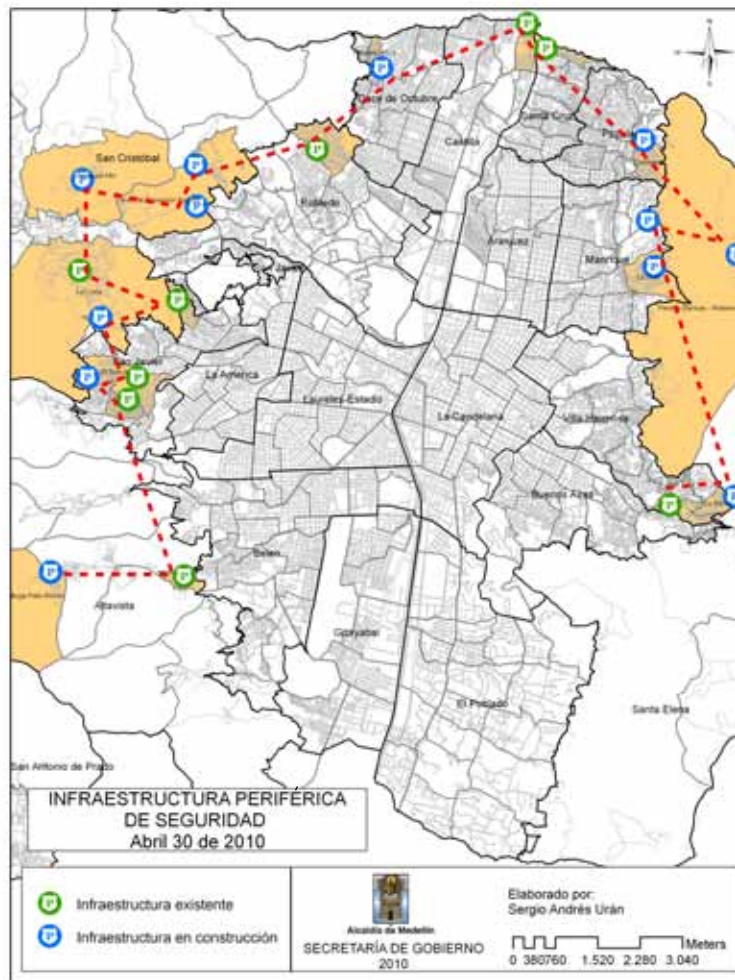 Doce de Octubre
Santa Cruz
Castilla
San Cristóbal
Robledo
Aranjuez
Manrique
San Javier
La América
Laureles-Estadio
La Candelaria
Villa Hermosa
Buenos Aires
Belén
Altavista
Guayabal
El Poblado
Santa Elena
San Antonio de Prado
INFRAESTRUCTURA PERIFÉRICA
DE SEGURIDAD
Abril 30 de 2010
Infraestructura existente
Infraestructura en construcción
Alcaldía de Medellín
SECRETARÍA DE GOBIERNO
2010
Elaborado por:
Sergio Andrés Urán
Meters
0 380760 1.520 2.280 3.040